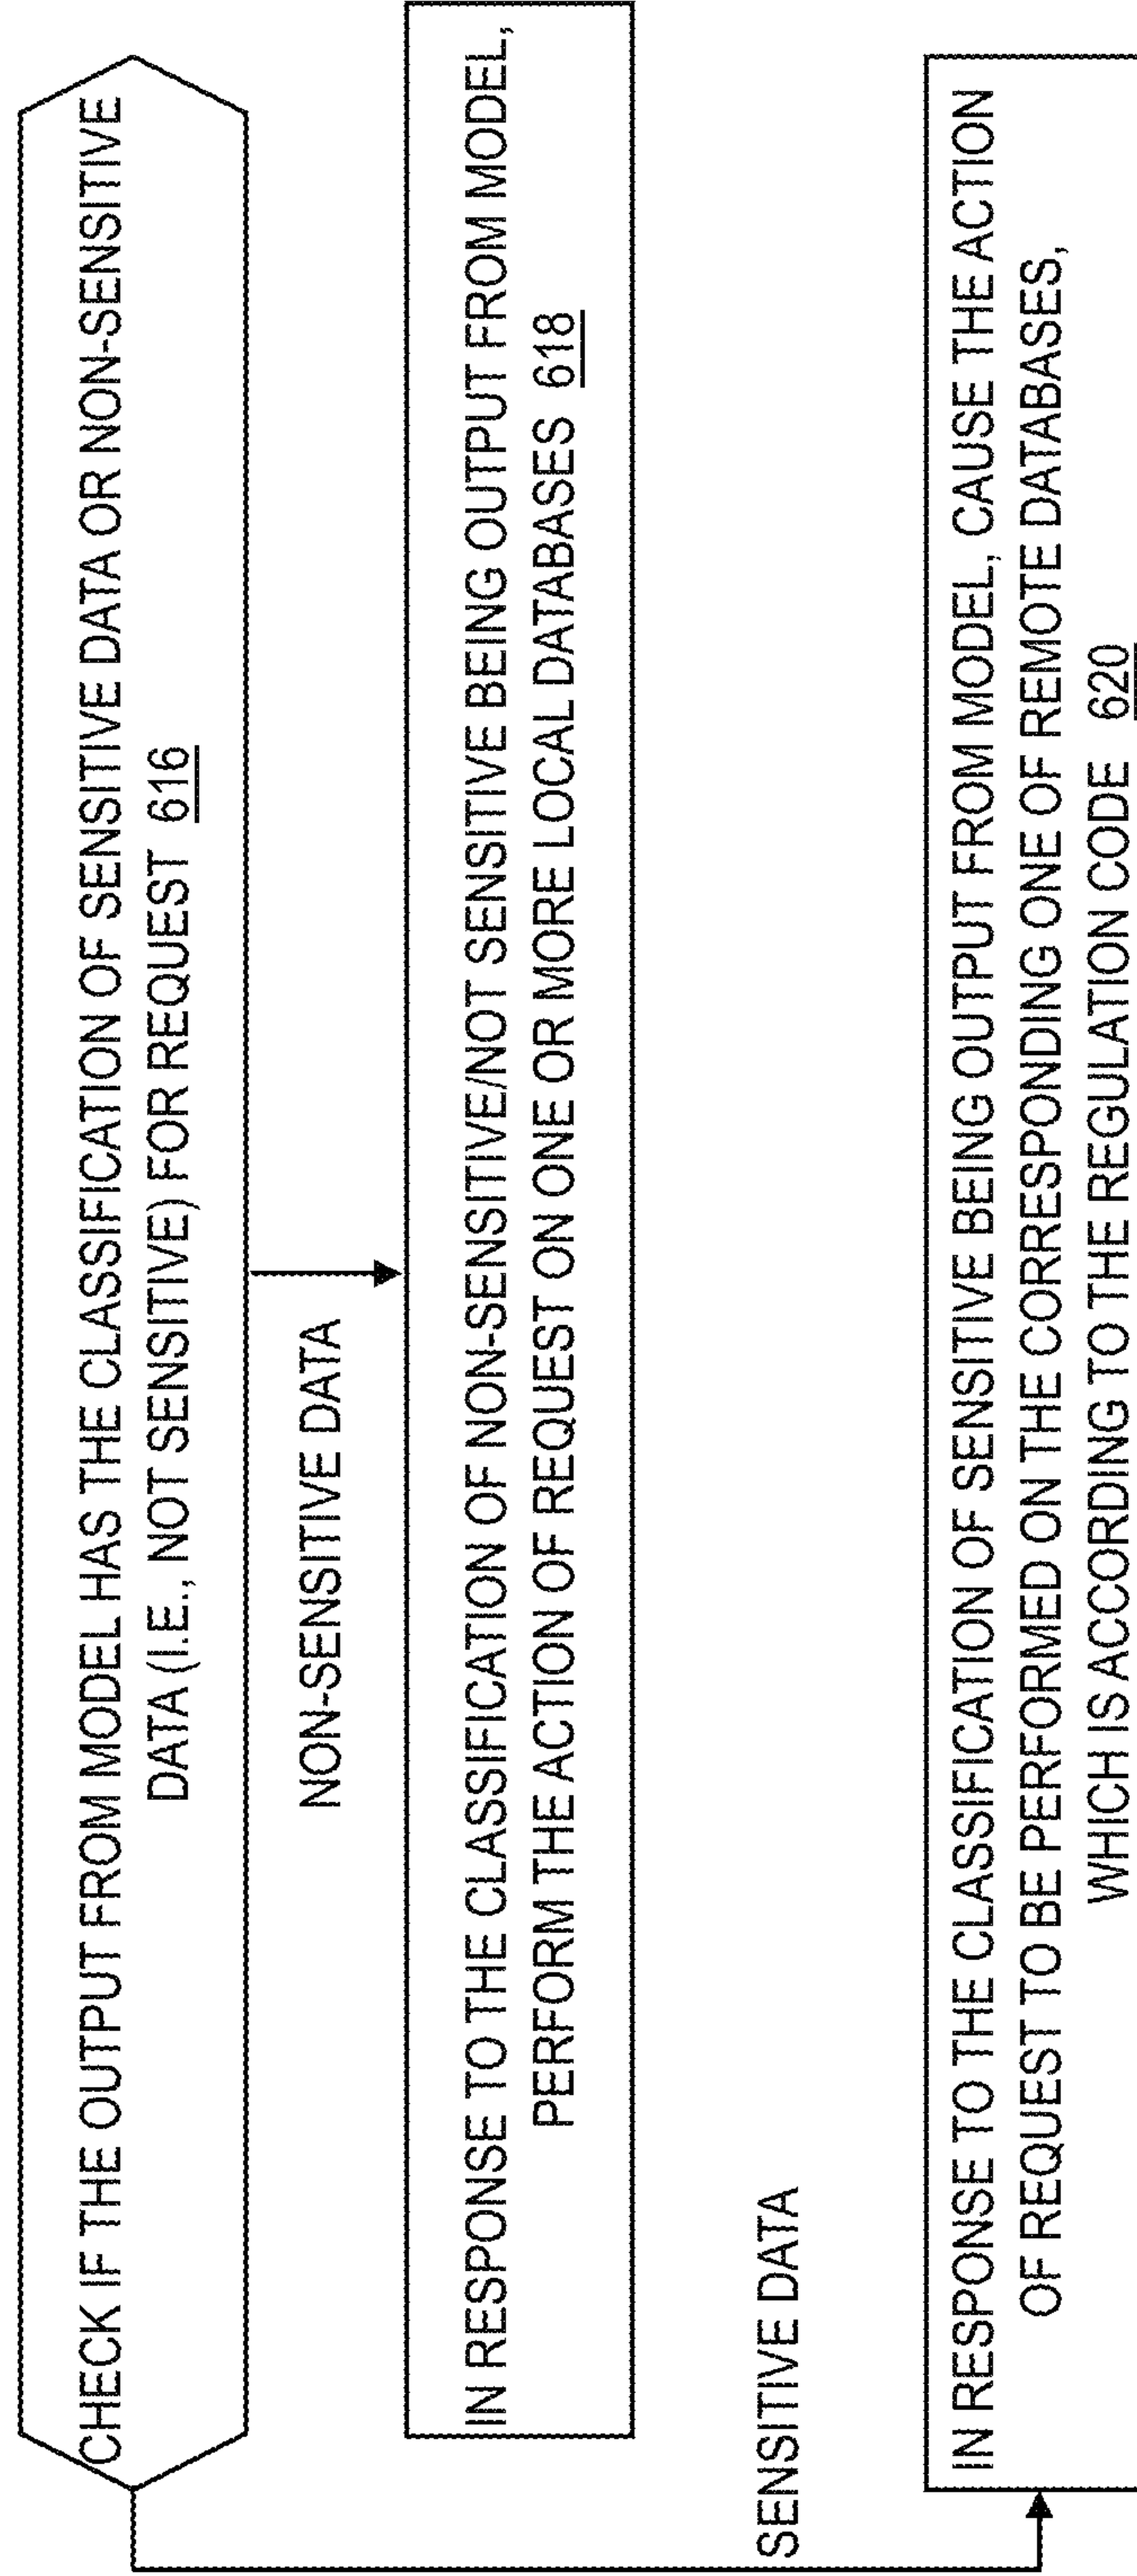 CHECK IF THE OUTPUT FROM MODEL HAS THE CLASSIFICATION OF SENSITIVE DATA OR NON-SENSITIVE
DATA (I.E., NOT SENSITIVE) FOR REQUEST 616
NON-SENSITIVE DATA
IN RESPONSE TO THE CLASSIFICATION OF NON-SENSITIVE/NOT SENSITIVE BEING OUTPUT FROM MODEL,
PERFORM THE ACTION OF REQUEST ON ONE OR MORE LOCAL DATABASES 618
SENSITIVE DATA
IN RESPONSE TO THE CLASSIFICATION OF SENSITIVE BEING OUTPUT FROM MODEL, CAUSE THE ACTION
OF REQUEST TO BE PERFORMED ON THE CORRESPONDING ONE OF REMOTE DATABASES,
WHICH IS ACCORDING TO THE REGULATION CODE 620